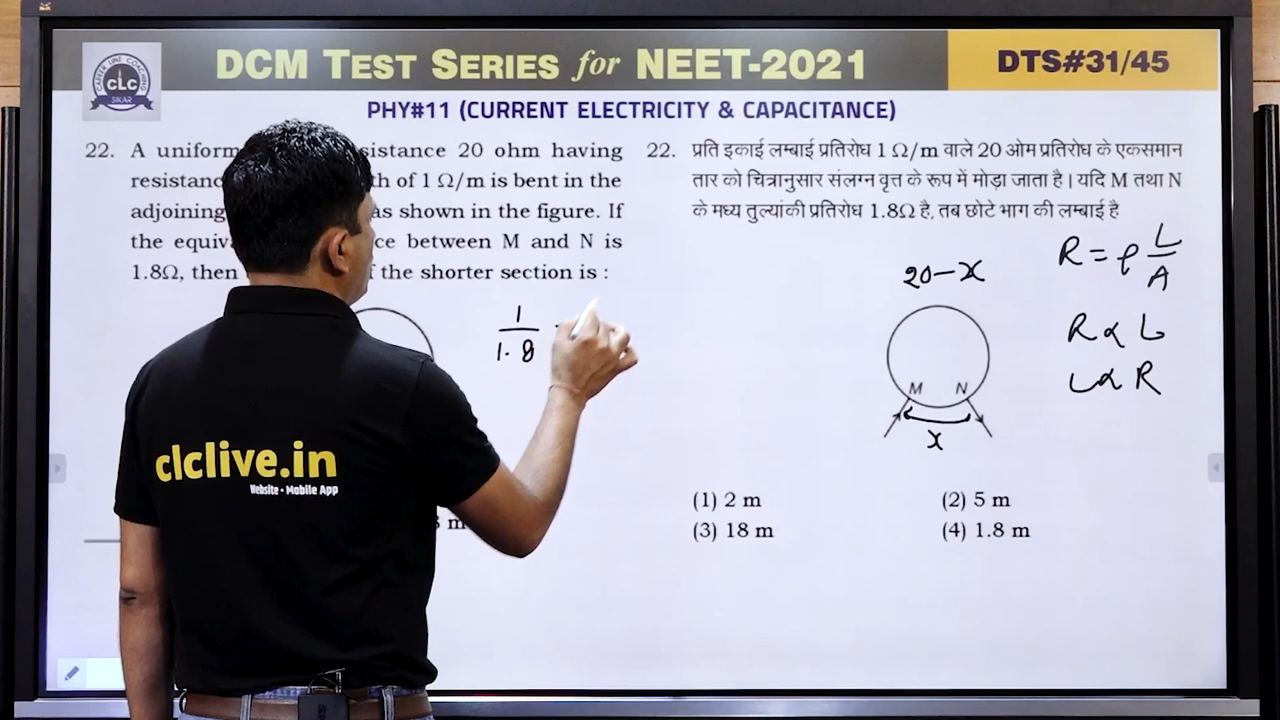 CLC
SIKAR
DCM TEST SERIES for NEET-2021
DTS#31/45
PHY#11 (CURRENT ELECTRICITY & CAPACITANCE)
22. A uniform sistance 20 ohm having
resistanc th of 1 Ω/m is bent in the
adjoining as shown in the figure. If
the equiva ce between M and N is
1.8Ω, then f the shorter section is :
1
1.8
22. प्रति इकाई लम्बाई प्रतिरोध 1 Ω/m वाले 20 ओम प्रतिरोध के एकसमान
तार को चित्रानुसार संलग्न वृत्त के रूप में मोड़ा जाता है। यदि M तथा N
के मध्य तुल्यांकी प्रतिरोध 1.8Ω है, तब छोटे भाग की लम्बाई है
20-x
M N
x
R = ρ L/A
R ∝ L
L ∝ R
(1) 2 m (2) 5 m
(3) 18 m (4) 1.8 m
m
clclive.in
Website • Mobile App